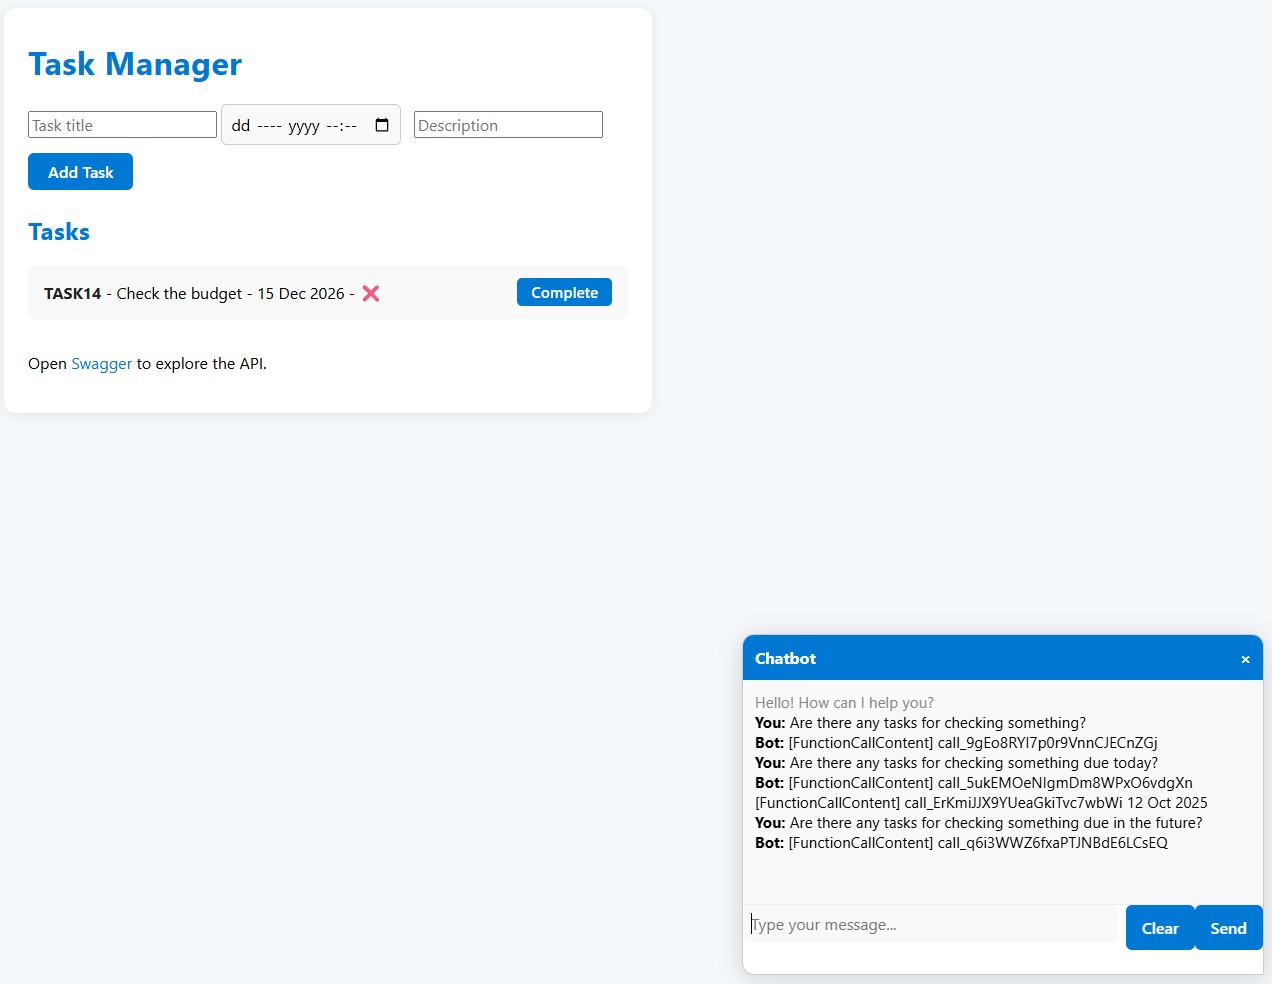 Task Manager
Task title dd ---- yyyy --:-- Description
Add Task
Tasks
TASK14 - Check the budget - 15 Dec 2026 - ❌ Complete
Open Swagger to explore the API.
Chatbot ×
Hello! How can I help you?
You: Are there any tasks for checking something?
Bot: [FunctionCallContent] call_9gEo8RYI7p0r9VnnCJECnZGj
You: Are there any tasks for checking something due today?
Bot: [FunctionCallContent] call_5ukEMOeNIgmDm8WPxO6vdgXn
[FunctionCallContent] call_ErKmiJJX9YUeaGkiTvc7wbWi 12 Oct 2025
You: Are there any tasks for checking something due in the future?
Bot: [FunctionCallContent] call_q6i3WWZ6fxaPTJNBdE6LCsEQ
Type your message... Clear Send